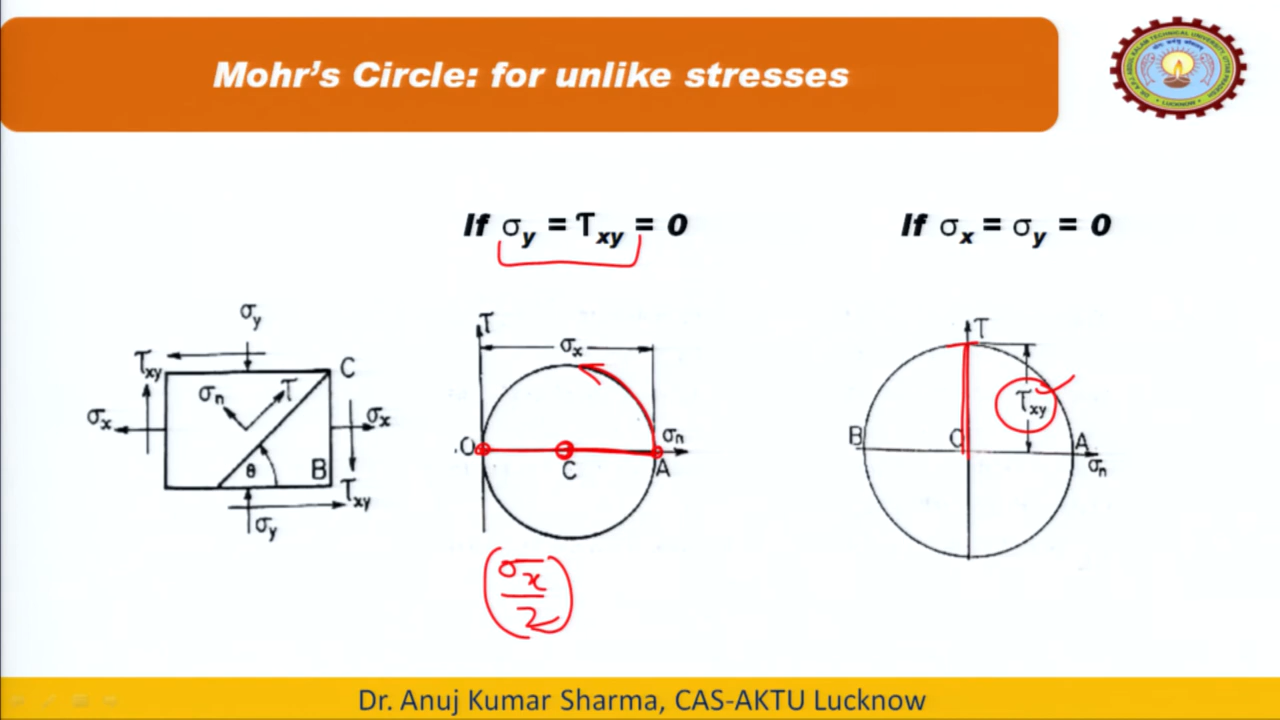 Mohr's Circle: for unlike stresses
If σy = τxy = 0
If σx = σy = 0
σy
τxy
C
σn
τ
σx
σx
θ
B
τxy
σy
τ
σx
O
C
σn
A
σx
2
τ
τxy
B
O
A
σn
LUCKNOW
Dr. Anuj Kumar Sharma, CAS-AKTU Lucknow